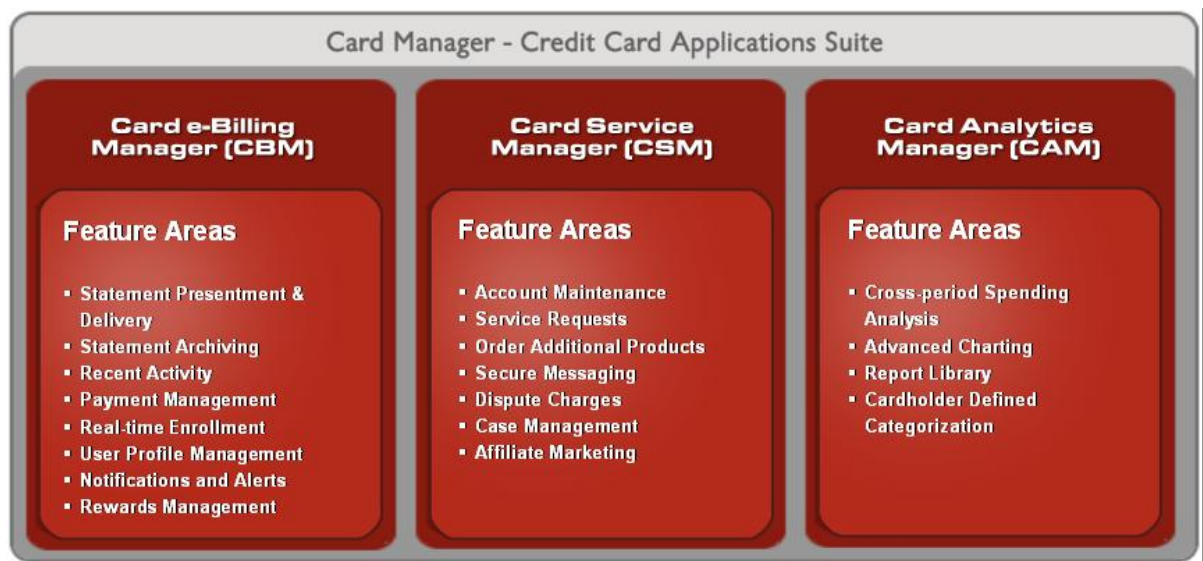 Card Manager - Credit Card Applications Suite
Card e-Billing
Manager (CBM)
Feature Areas
▪ Statement Presentment &
Delivery
▪ Statement Archiving
▪ Recent Activity
▪ Payment Management
▪ Real-time Enrollment
▪ User Profile Management
▪ Notifications and Alerts
▪ Rewards Management
Card Service
Manager (CSM)
Feature Areas
▪ Account Maintenance
▪ Service Requests
▪ Order Additional Products
▪ Secure Messaging
▪ Dispute Charges
▪ Case Management
▪ Affiliate Marketing
Card Analytics
Manager (CAM)
Feature Areas
▪ Cross-period Spending
Analysis
▪ Advanced Charting
▪ Report Library
▪ Cardholder Defined
Categorization